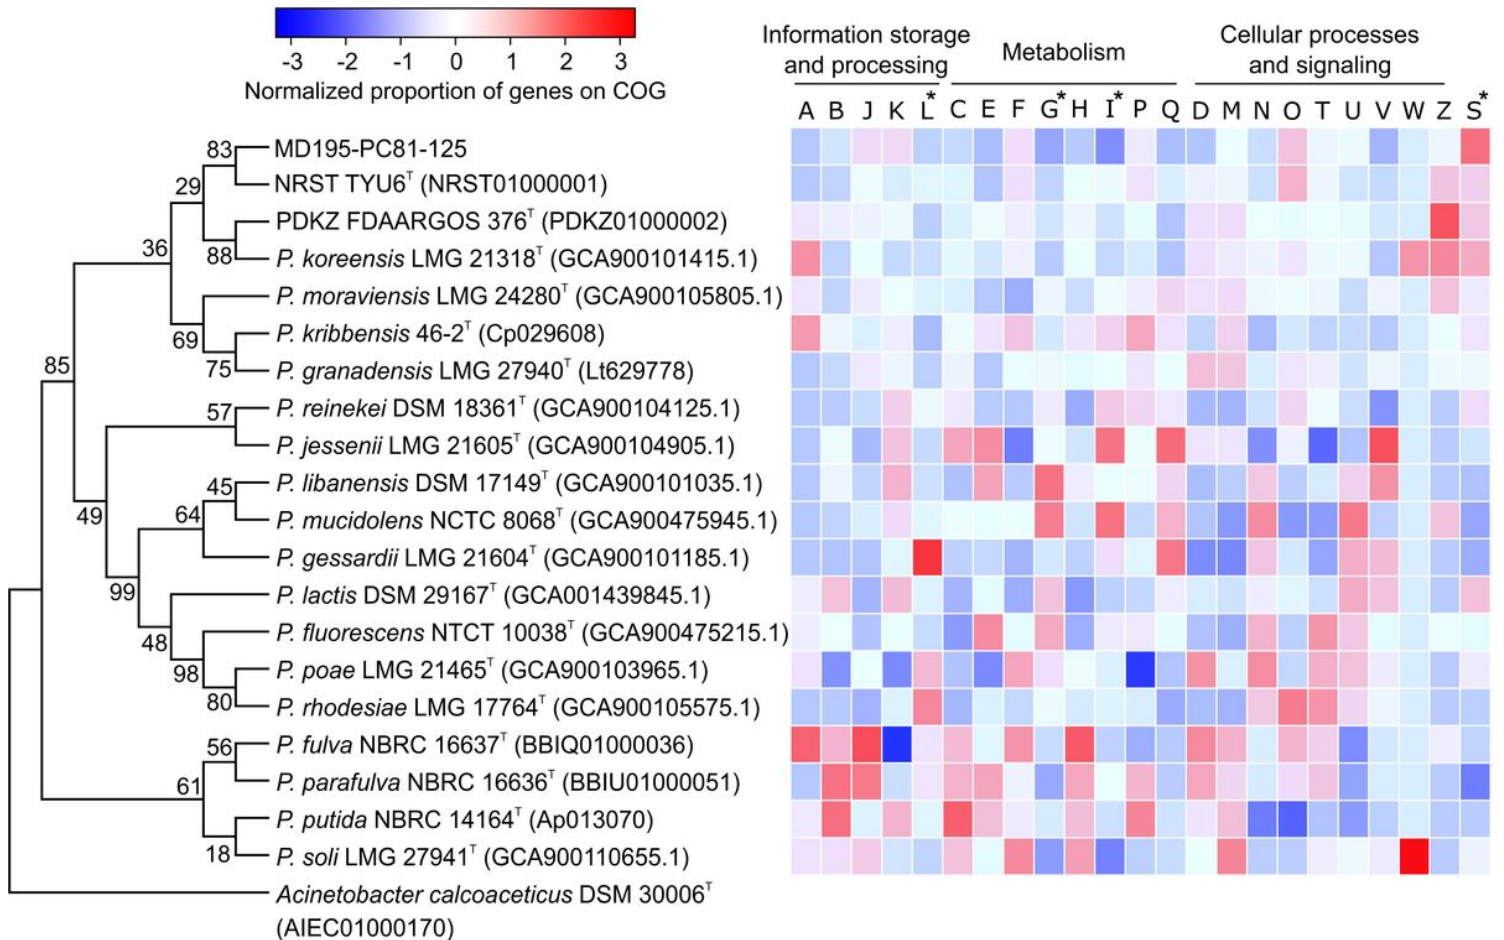 -3 -2 -1 0 1 2 3
Normalized proportion of genes on COG
Information storage
and processing
Metabolism
Cellular processes
and signaling
A B J K L* C E F G* H I* P Q D M N O T U V W Z S*
83
MD195-PC81-125
29
NRST TYU6ᵀ (NRST01000001)
PDKZ FDAARGOS 376ᵀ (PDKZ01000002)
36
88
P. koreensis LMG 21318ᵀ (GCA900101415.1)
P. moraviensis LMG 24280ᵀ (GCA900105805.1)
69
P. kribbensis 46-2ᵀ (Cp029608)
85
75
P. granadensis LMG 27940ᵀ (Lt629778)
57
P. reinekei DSM 18361ᵀ (GCA900104125.1)
P. jessenii LMG 21605ᵀ (GCA900104905.1)
45
P. libanensis DSM 17149ᵀ (GCA900101035.1)
49
64
P. mucidolens NCTC 8068ᵀ (GCA900475945.1)
P. gessardii LMG 21604ᵀ (GCA900101185.1)
99
P. lactis DSM 29167ᵀ (GCA001439845.1)
48
P. fluorescens NTCT 10038ᵀ (GCA900475215.1)
98
P. poae LMG 21465ᵀ (GCA900103965.1)
80
P. rhodesiae LMG 17764ᵀ (GCA900105575.1)
56
P. fulva NBRC 16637ᵀ (BBIQ01000036)
61
P. parafulva NBRC 16636ᵀ (BBIU01000051)
P. putida NBRC 14164ᵀ (Ap013070)
18
P. soli LMG 27941ᵀ (GCA900110655.1)
Acinetobacter calcoaceticus DSM 30006ᵀ
(AIEC01000170)